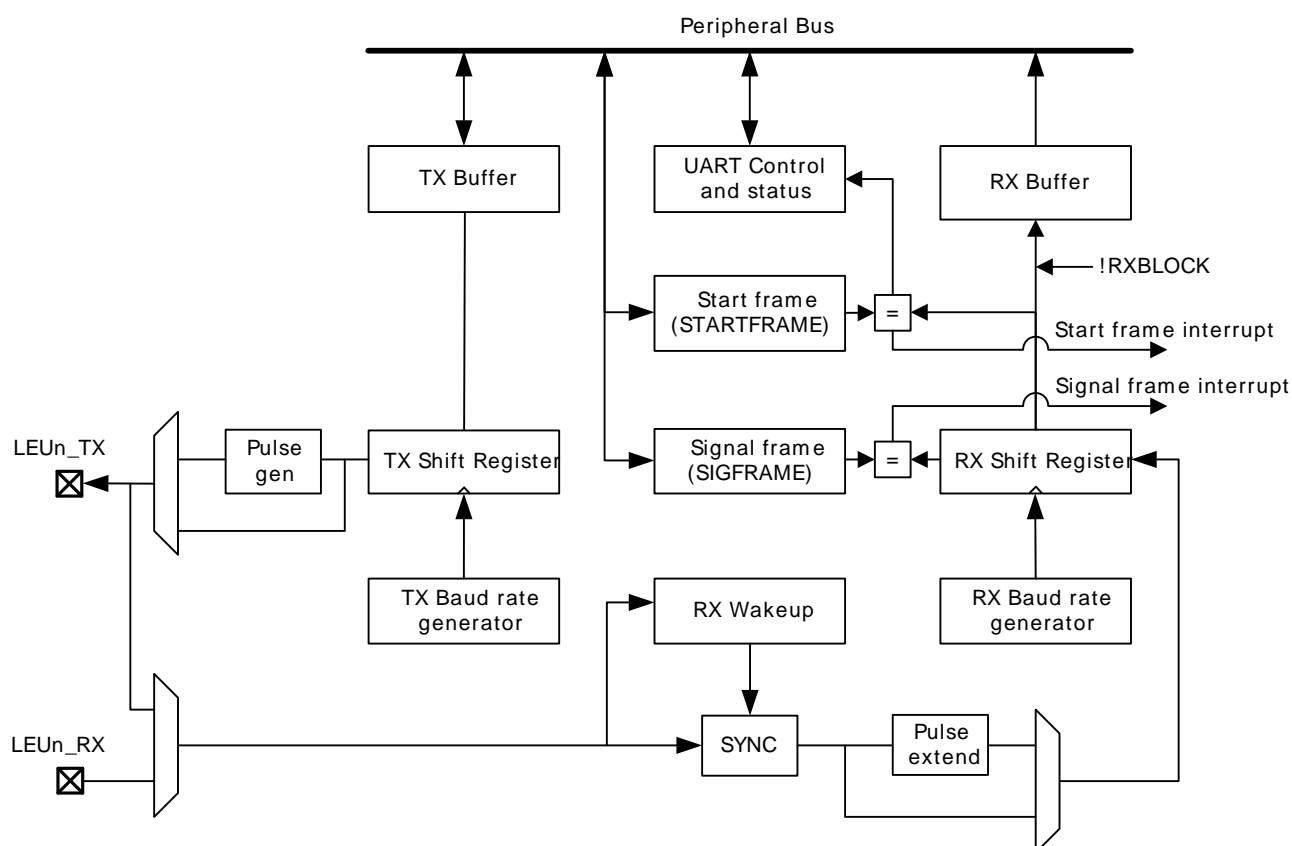 Peripheral Bus
TX Buffer
UART Control
and status
RX Buffer
!RXBLOCK
Start frame
(STARTFRAME)
=
Start frame interrupt
Signal frame interrupt
LEUn_TX
Pulse
gen
TX Shift Register
Signal frame
(SIGFRAME)
=
RX Shift Register
TX Baud rate
generator
RX Wakeup
RX Baud rate
generator
LEUn_RX
SYNC
Pulse
extend